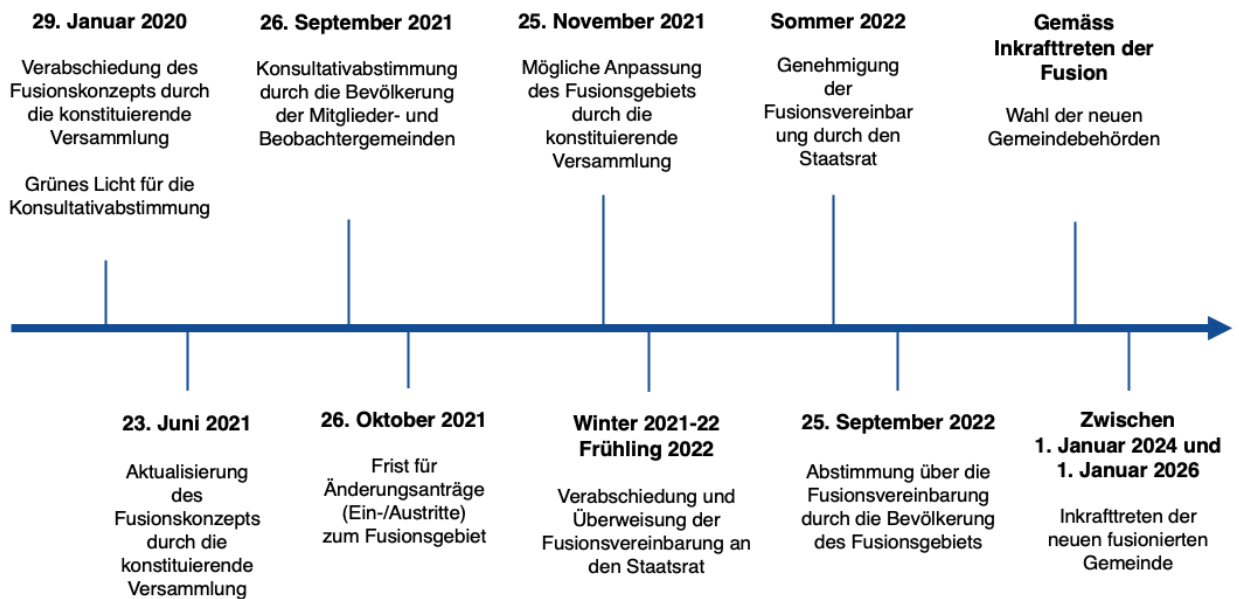 29. Januar 2020
Verabschiedung des
Fusionskonzepts durch
die konstituierende
Versammlung
Grünes Licht für die
Konsultativabstimmung
26. September 2021
Konsultativabstimmung
durch die Bevölkerung
der Mitglieder- und
Beobachtergemeinden
25. November 2021
Mögliche Anpassung
des Fusionsgebiets
durch die
konstituierende
Versammlung
Sommer 2022
Genehmigung
der
Fusionsvereinbar
ung durch den
Staatsrat
Gemäss
Inkrafttreten der
Fusion
Wahl der neuen
Gemeindebehörden
23. Juni 2021
Aktualisierung
des
Fusionskonzepts
durch die
konstituierende
Versammlung
26. Oktober 2021
Frist für
Änderungsanträge
(Ein-/Austritte)
zum Fusionsgebiet
Winter 2021-22
Frühling 2022
Verabschiedung und
Überweisung der
Fusionsvereinbarung an
den Staatsrat
25. September 2022
Abstimmung über die
Fusionsvereinbarung
durch die Bevölkerung
des Fusionsgebiets
Zwischen
1. Januar 2024 und
1. Januar 2026
Inkrafttreten der
neuen fusionierten
Gemeinde